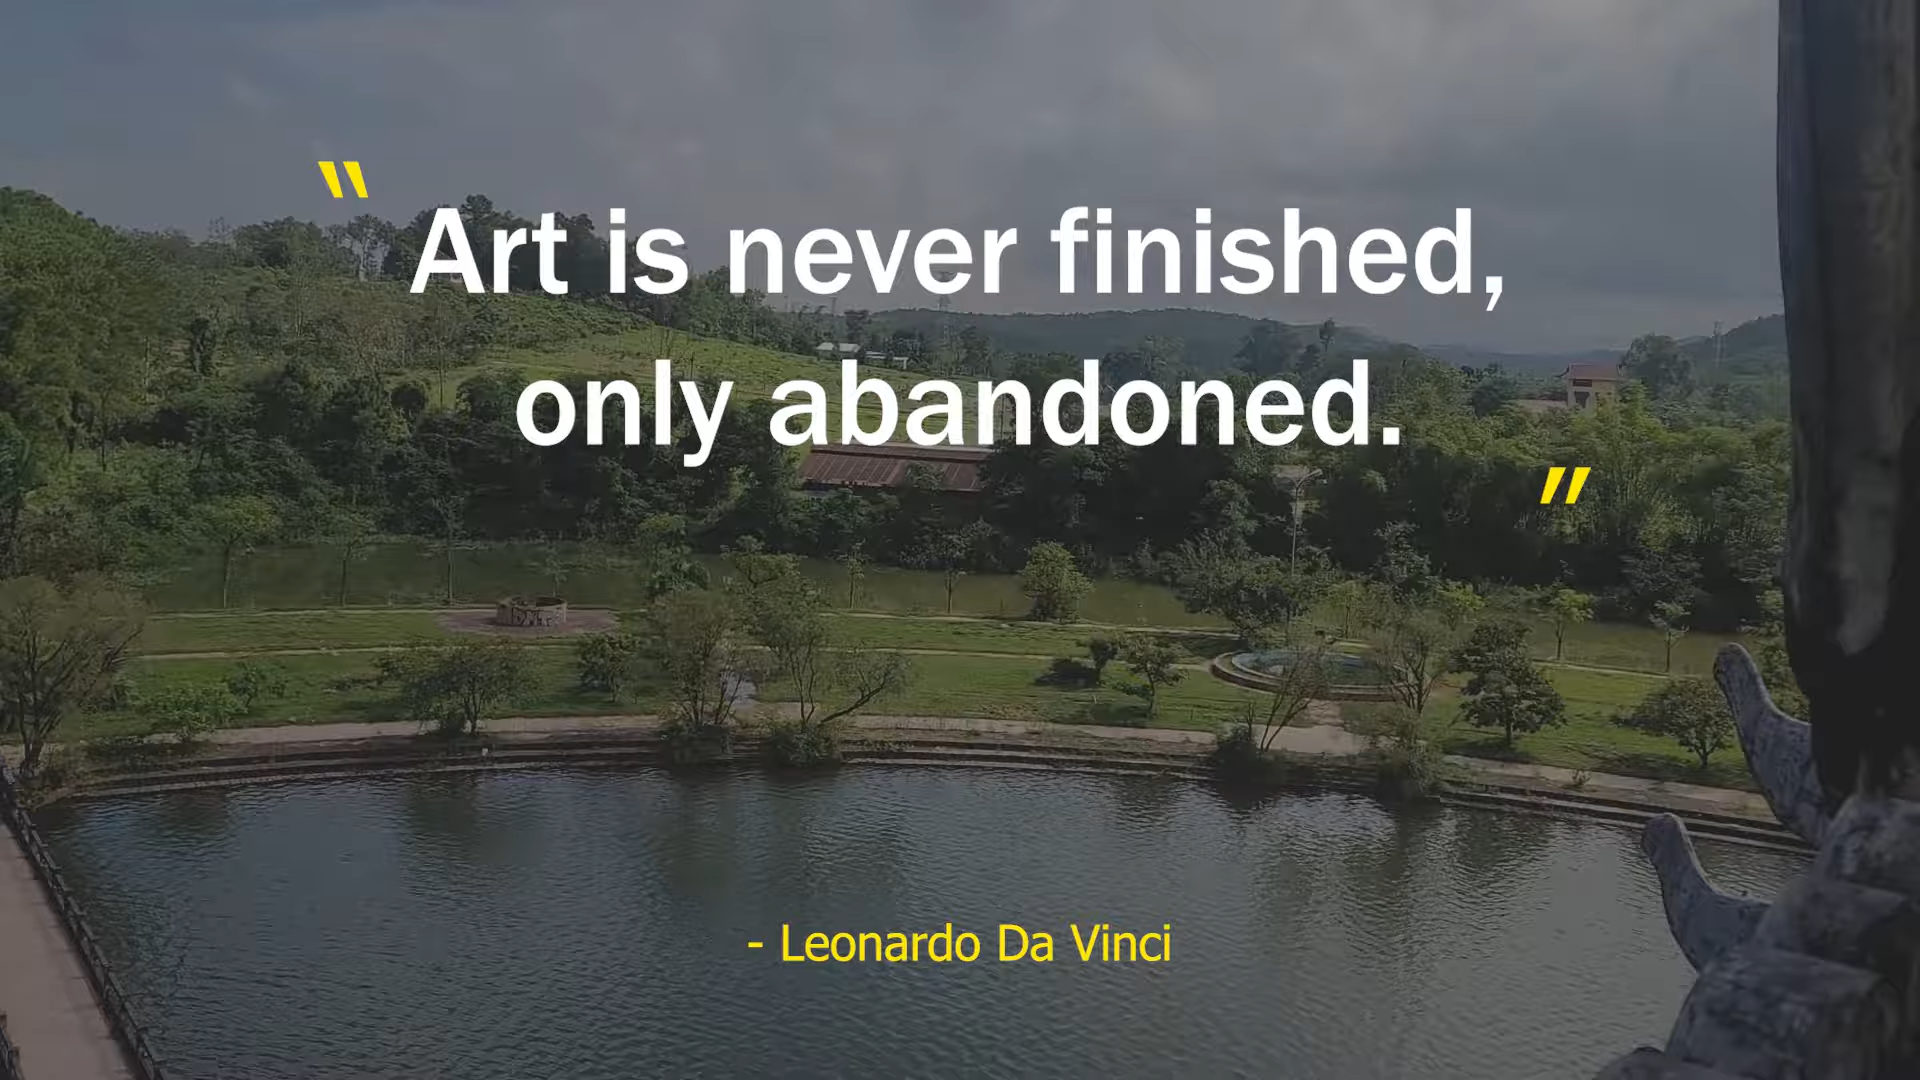 "Art is never finished,
only abandoned."
- Leonardo Da Vinci